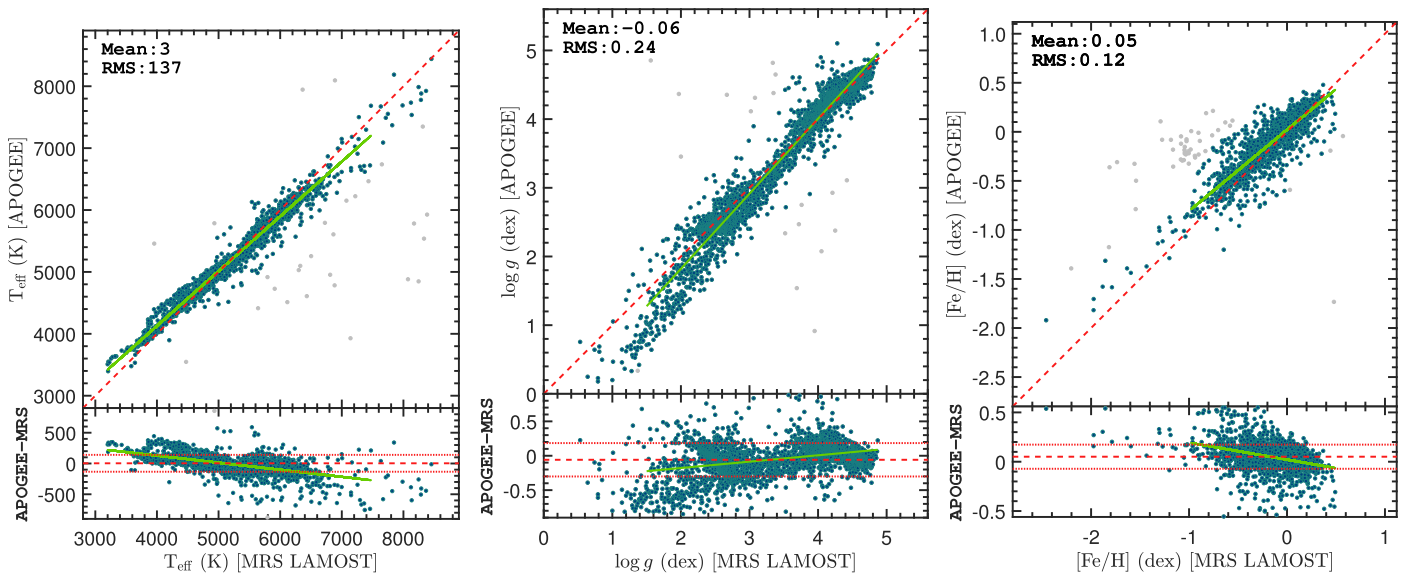 Mean:3
RMS:137
8000
7000
6000
5000
4000
3000
T_eff (K) [APOGEE]
500
0
-500
APOGEE-MRS
3000 4000 5000 6000 7000 8000
T_eff (K) [MRS LAMOST]
Mean:-0.06
RMS:0.24
5
4
3
2
1
0
log g (dex) [APOGEE]
0.5
0
-0.5
APOGEE-MRS
0 1 2 3 4 5
log g (dex) [MRS LAMOST]
Mean:0.05
RMS:0.12
1.0
0.5
0
-0.5
-1.0
-1.5
-2.0
-2.5
[Fe/H] (dex) [APOGEE]
0.5
0
-0.5
APOGEE-MRS
-2 -1 0 1
[Fe/H] (dex) [MRS LAMOST]